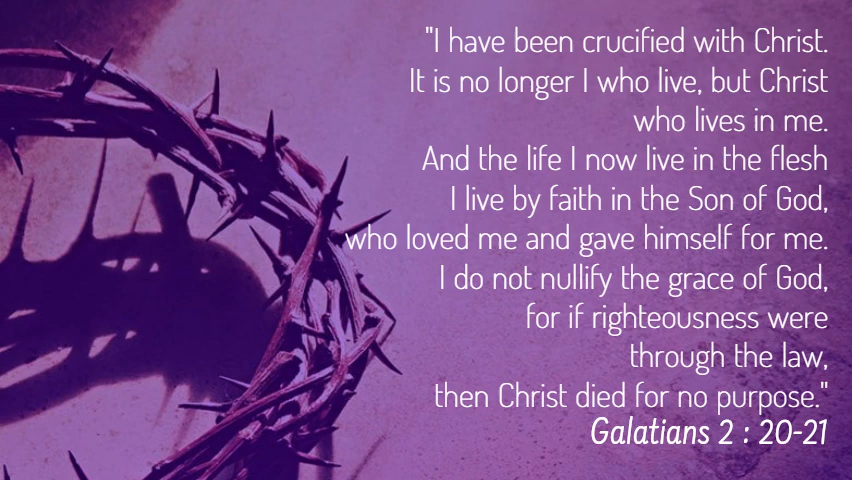 "I have been crucified with Christ.
It is no longer I who live, but Christ
who lives in me.
And the life I now live in the flesh
I live by faith in the Son of God,
who loved me and gave himself for me.
I do not nullify the grace of God,
for if righteousness were
through the law,
then Christ died for no purpose."
Galatians 2 : 20-21